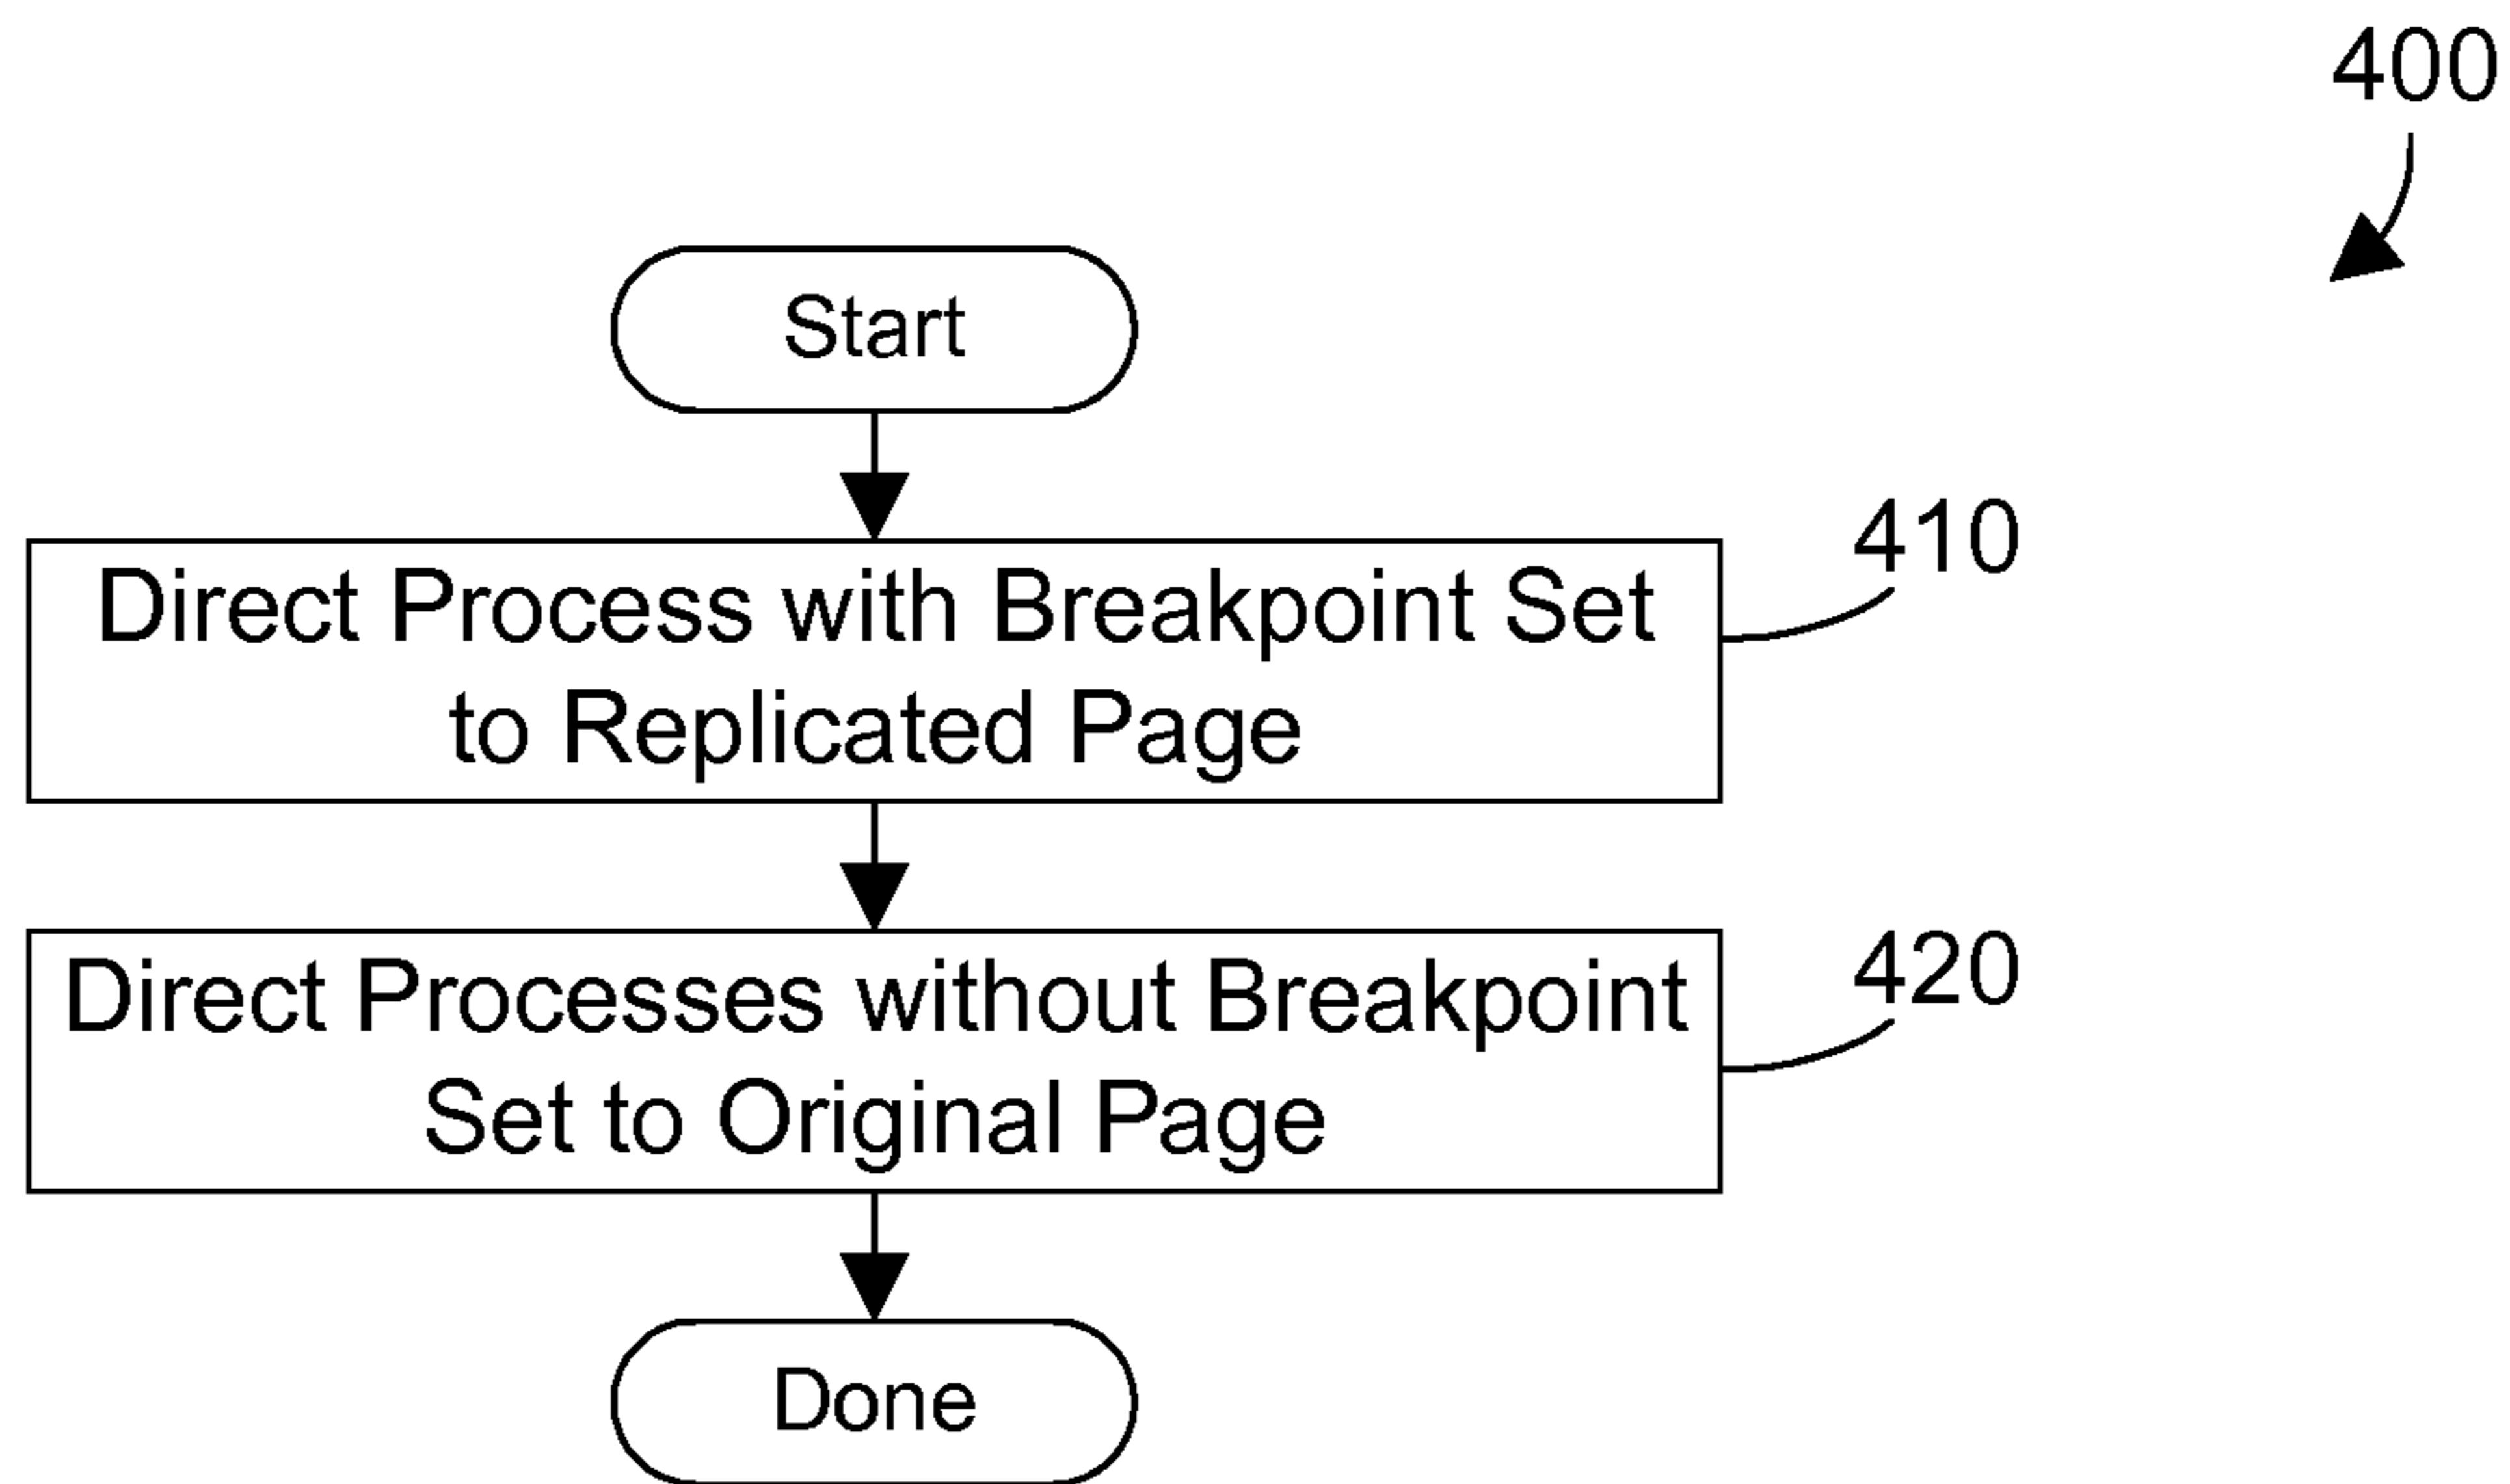 400
Start
410
Direct Process with Breakpoint Set
to Replicated Page
420
Direct Processes without Breakpoint
Set to Original Page
Done